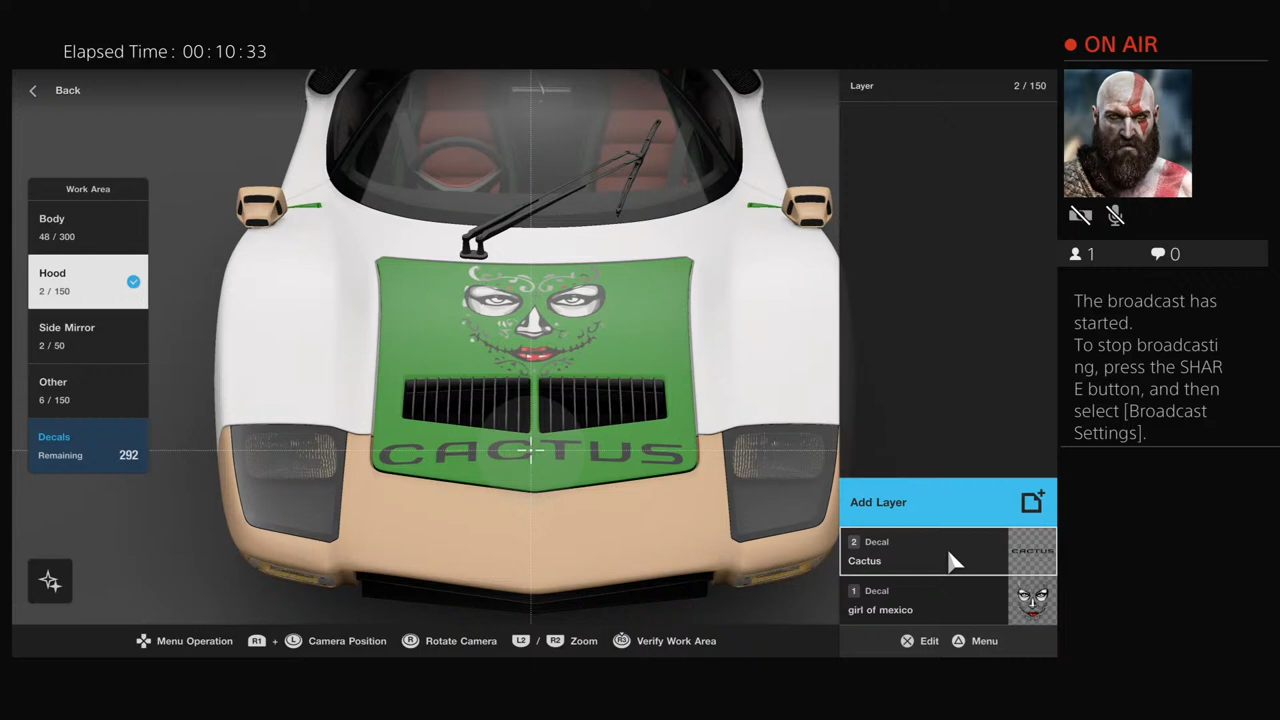 Elapsed Time: 00:10:33
ON AIR
Back
Layer 2 / 150
Work Area
Body
48 / 300
Hood
2 / 150
Side Mirror
2 / 50
Other
6 / 150
Decals
Remaining 292
CACTUS
1 0
The broadcast has
started.
To stop broadcasti
ng, press the SHAR
E button, and then
select [Broadcast
Settings].
Add Layer
2 Decal
Cactus
CACTUS
1 Decal
girl of mexico
Menu Operation R1 + L Camera Position R Rotate Camera L2 / R2 Zoom R3 Verify Work Area Edit Menu